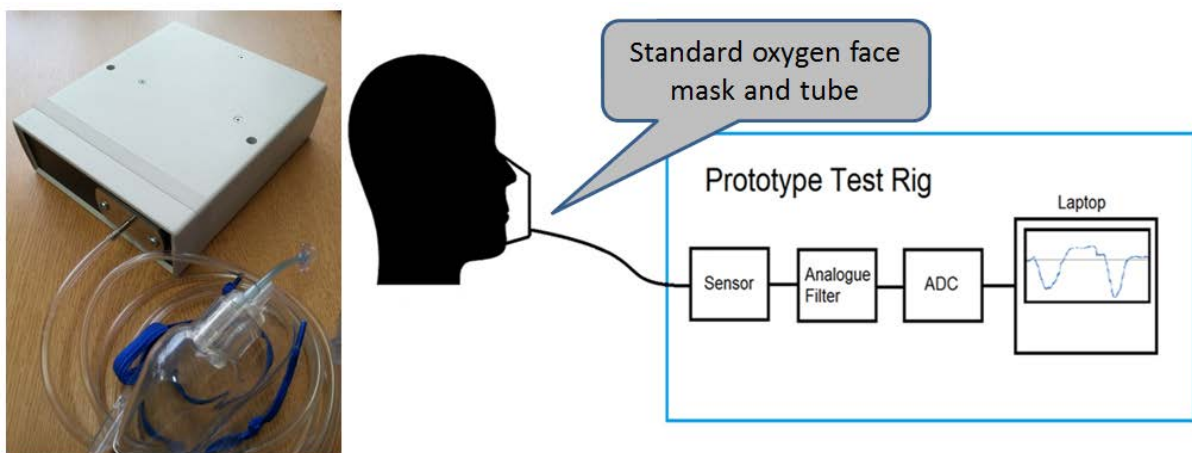 Standard oxygen face
mask and tube
Prototype Test Rig
Laptop
Sensor
Analogue
Filter
ADC